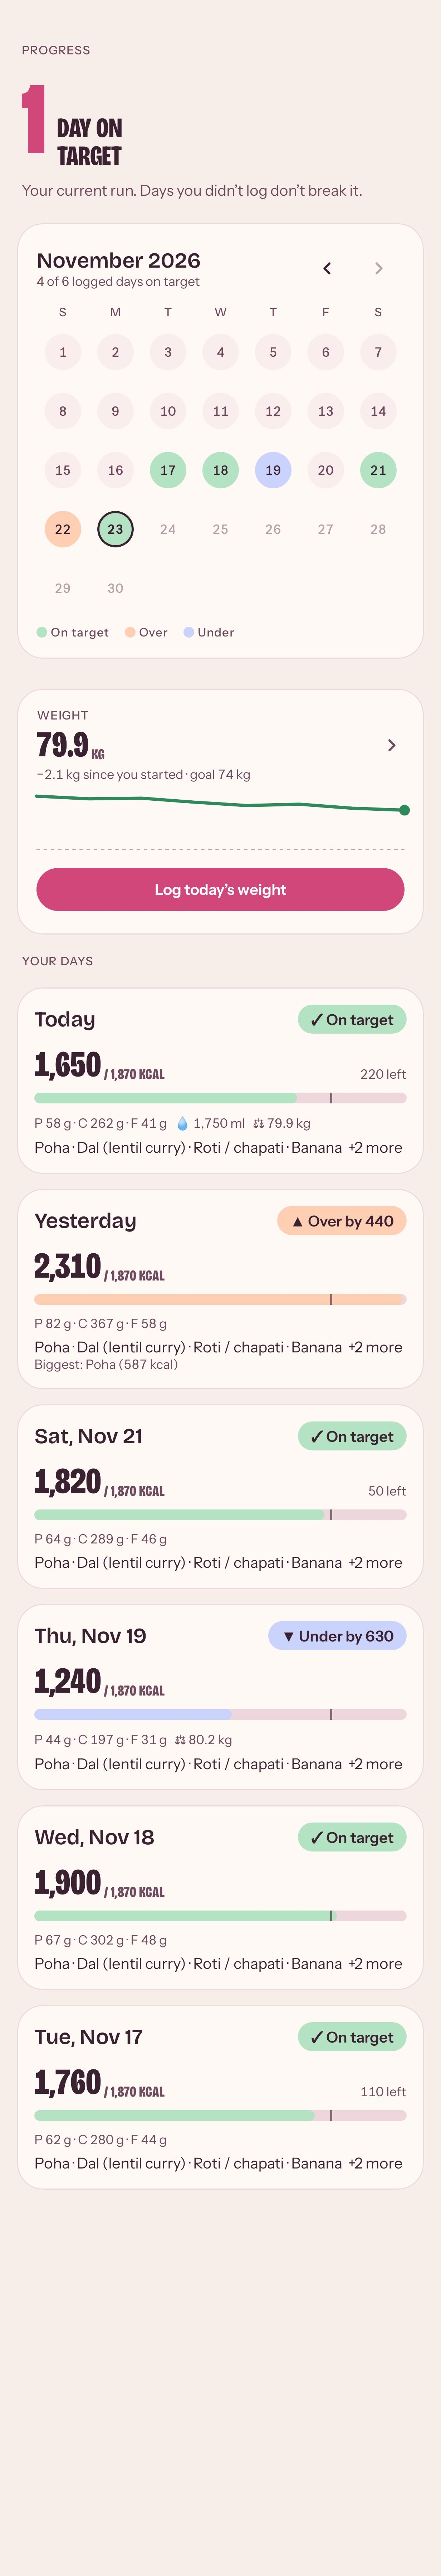 PROGRESS
1 DAY ON
TARGET
Your current run. Days you didn’t log don’t break it.
November 2026
4 of 6 logged days on target
S M T W T F S
1 2 3 4 5 6 7
8 9 10 11 12 13 14
15 16 17 18 19 20 21
22 23 24 25 26 27 28
29 30
On target Over Under
WEIGHT
79.9 KG
−2.1 kg since you started · goal 74 kg
Log today’s weight
YOUR DAYS
Today ✓ On target
1,650 / 1,870 KCAL 220 left
P 58 g · C 262 g · F 41 g 💧 1,750 ml ⚖ 79.9 kg
Poha · Dal (lentil curry) · Roti / chapati · Banana +2 more
Yesterday ▲ Over by 440
2,310 / 1,870 KCAL
P 82 g · C 367 g · F 58 g
Poha · Dal (lentil curry) · Roti / chapati · Banana +2 more
Biggest: Poha (587 kcal)
Sat, Nov 21 ✓ On target
1,820 / 1,870 KCAL 50 left
P 64 g · C 289 g · F 46 g
Poha · Dal (lentil curry) · Roti / chapati · Banana +2 more
Thu, Nov 19 ▼ Under by 630
1,240 / 1,870 KCAL
P 44 g · C 197 g · F 31 g ⚖ 80.2 kg
Poha · Dal (lentil curry) · Roti / chapati · Banana +2 more
Wed, Nov 18 ✓ On target
1,900 / 1,870 KCAL
P 67 g · C 302 g · F 48 g
Poha · Dal (lentil curry) · Roti / chapati · Banana +2 more
Tue, Nov 17 ✓ On target
1,760 / 1,870 KCAL 110 left
P 62 g · C 280 g · F 44 g
Poha · Dal (lentil curry) · Roti / chapati · Banana +2 more